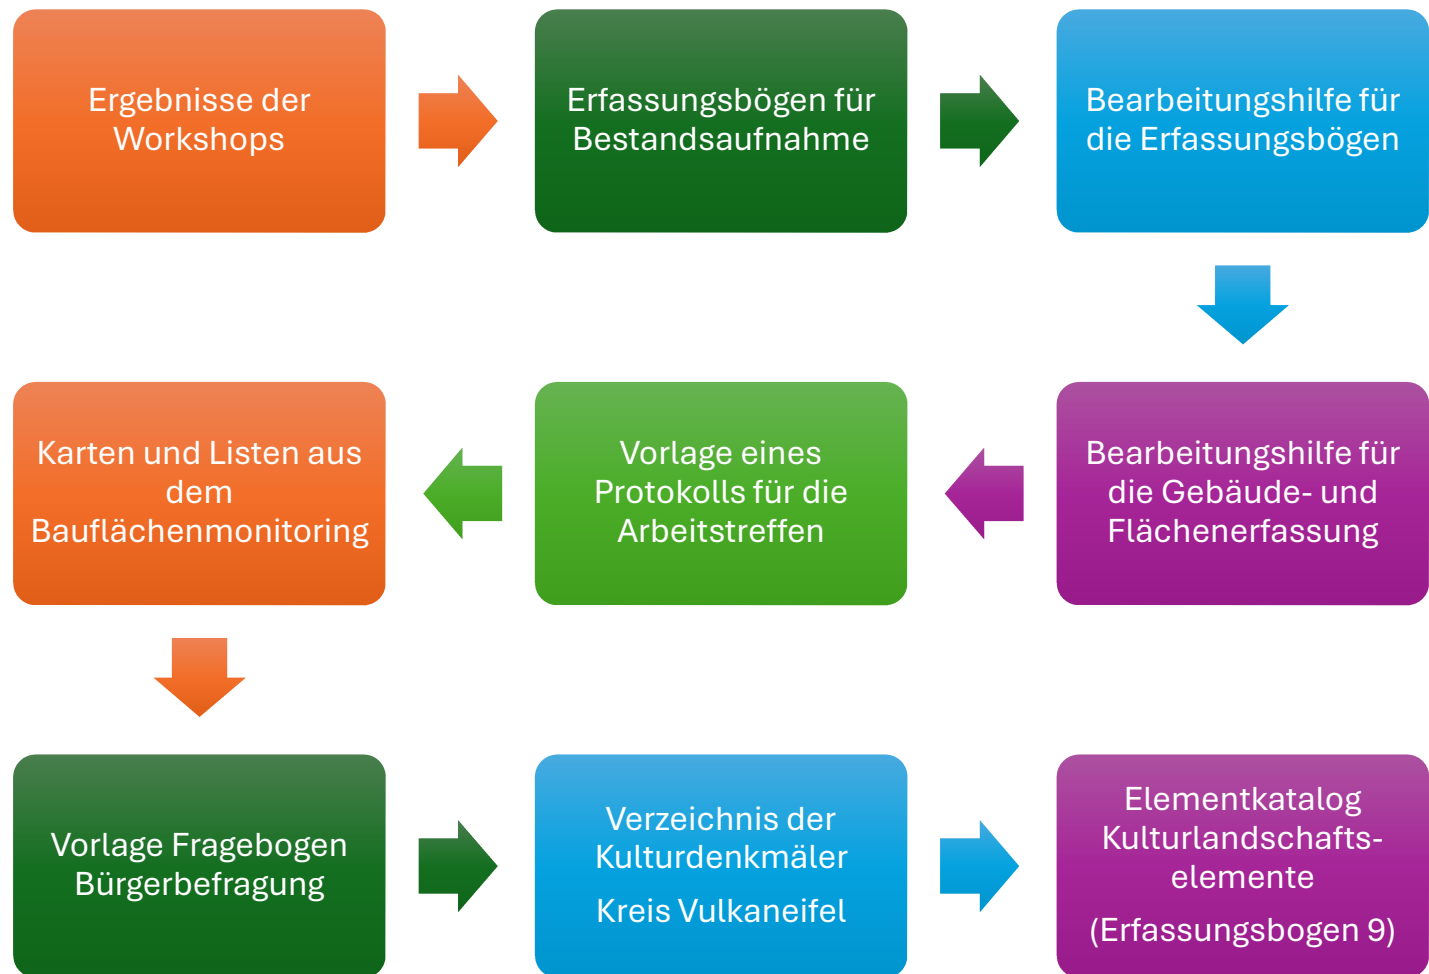 Ergebnisse der
Workshops
Erfassungsbögen für
Bestandsaufnahme
Bearbeitungshilfe für
die Erfassungsbögen
Bearbeitungshilfe für
die Gebäude- und
Flächenerfassung
Vorlage eines
Protokolls für die
Arbeitstreffen
Karten und Listen aus
dem
Bauflächenmonitoring
Vorlage Fragebogen
Bürgerbefragung
Verzeichnis der
Kulturdenkmäler
Kreis Vulkaneifel
Elementkatalog
Kulturlandschafts-
elemente
(Erfassungsbogen 9)